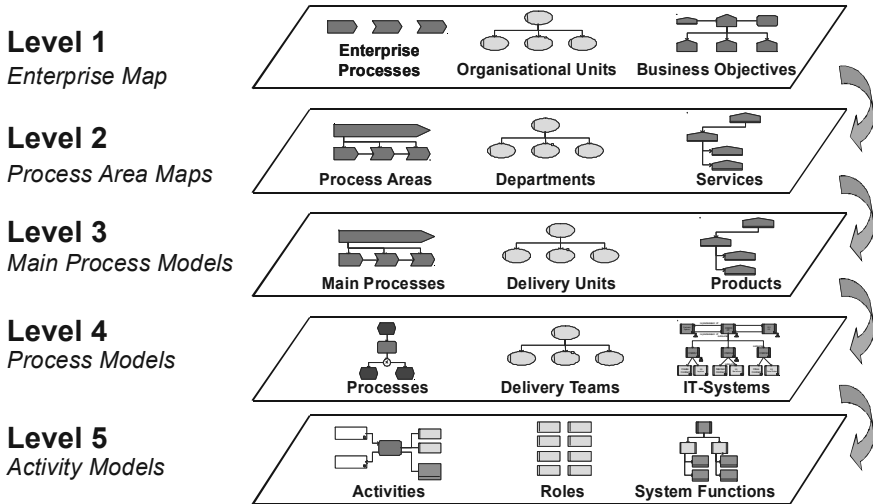 Level 1
Enterprise Map
Enterprise
Processes
Organisational Units
Business Objectives
Level 2
Process Area Maps
Process Areas
Departments
Services
Level 3
Main Process Models
Main Processes
Delivery Units
Products
Level 4
Process Models
Processes
Delivery Teams
IT-Systems
Level 5
Activity Models
Activities
Roles
System Functions